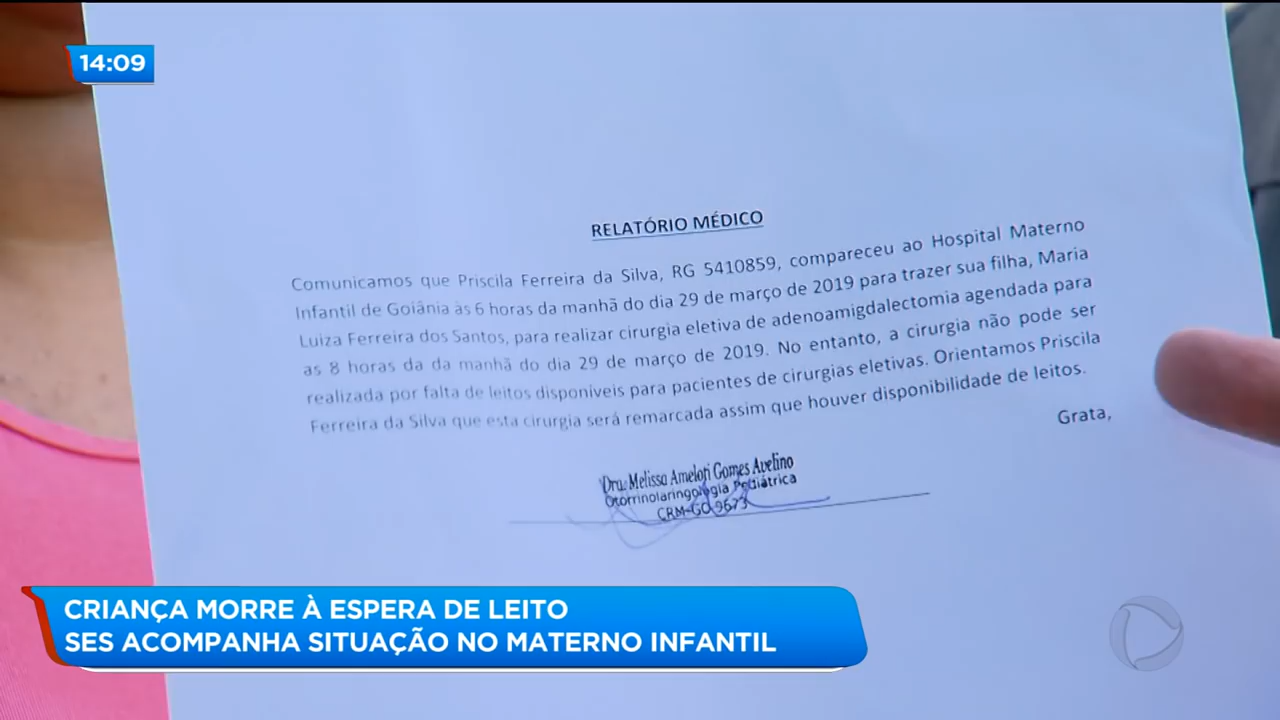 14:09
RELATÓRIO MÉDICO
Comunicamos que Priscila Ferreira da Silva, RG 5410859, compareceu ao Hospital Materno
Infantil de Goiânia às 6 horas da manhã do dia 29 de março de 2019 para trazer sua filha, Maria
Luiza Ferreira dos Santos, para realizar cirurgia eletiva de adenoamigdalectomia agendada para
as 8 horas da da manhã do dia 29 de março de 2019. No entanto, a cirurgia não pode ser
realizada por falta de leitos disponíveis para pacientes de cirurgias eletivas. Orientamos Priscila
Ferreira da Silva que esta cirurgia será remarcada assim que houver disponibilidade de leitos.
Grata,
Dra. Melissa Ameloti Gomes Avelino
Otorrinolaringologia Pediátrica
CRM-GO 9673
CRIANÇA MORRE À ESPERA DE LEITO
SES ACOMPANHA SITUAÇÃO NO MATERNO INFANTIL